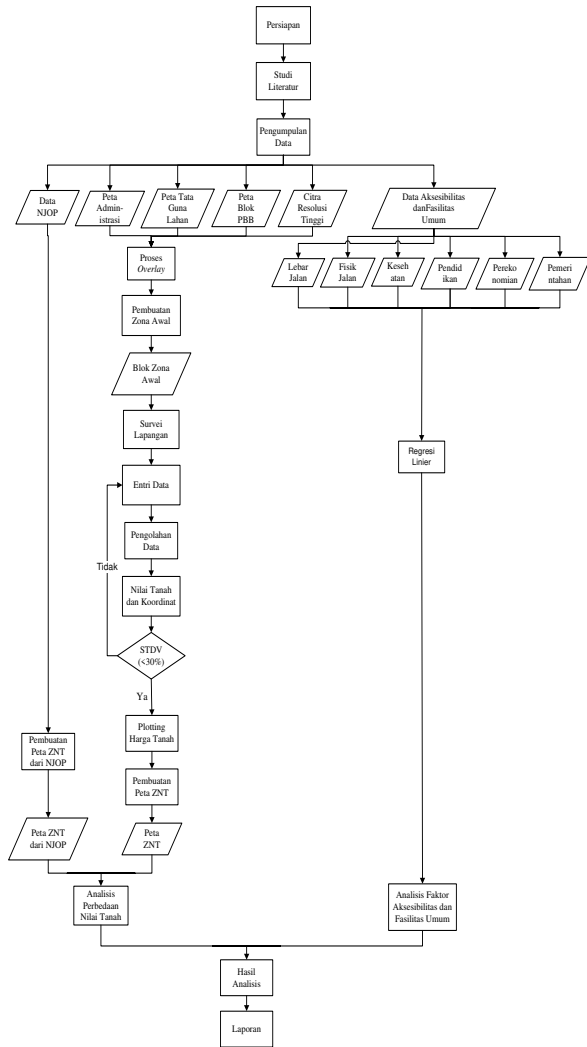 Persiapan
Studi
Literatur
Pengumpulan
Data
Data
NJOP
Peta
Admin-
istrasi
Peta Tata
Guna
Lahan
Peta
Blok
PBB
Citra
Resolusi
Tinggi
Data Aksesibilitas
danFasilitas
Umum
Proses
Overlay
Lebar
Jalan
Fisik
Jalan
Keseh
atan
Pendid
ikan
Pereko
nomian
Pemeri
ntahan
Pembuatan
Zona Awal
Blok Zona
Awal
Survei
Lapangan
Regresi
Linier
Entri Data
Pengolahan
Data
Tidak
Nilai Tanah
dan Koordinat
STDV
(<30%)
Ya
Plotting
Harga Tanah
Pembuatan
Peta ZNT
dari NJOP
Pembuatan
Peta ZNT
Peta ZNT
dari NJOP
Peta
ZNT
Analisis
Perbedaan
Nilai Tanah
Analisis Faktor
Aksesibilitas dan
Fasilitas Umum
Hasil
Analisis
Laporan